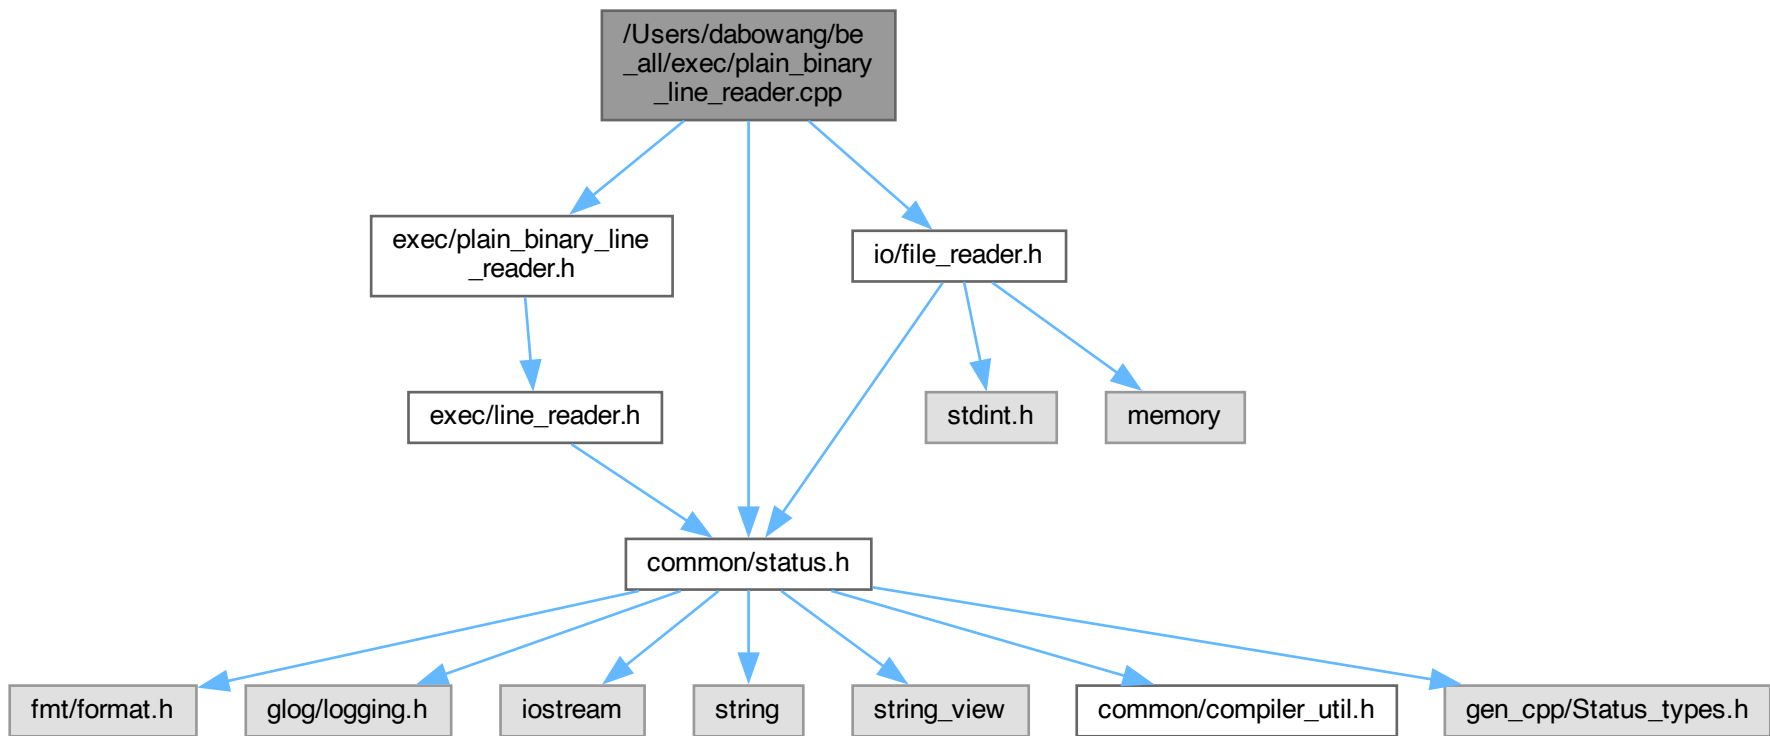 /Users/dabowang/be
_all/exec/plain_binary
_line_reader.cpp
exec/plain_binary_line
_reader.h
io/file_reader.h
exec/line_reader.h
stdint.h
memory
common/status.h
fmt/format.h
glog/logging.h
iostream
string
string_view
common/compiler_util.h
gen_cpp/Status_types.h